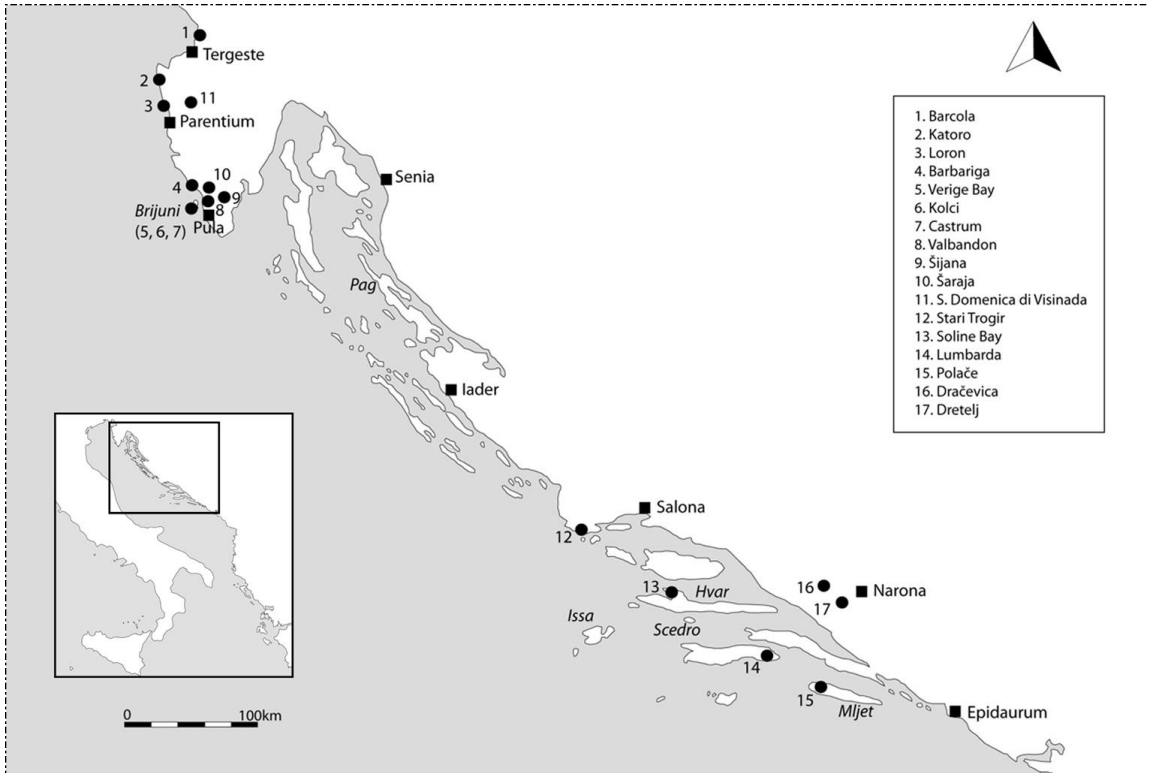 1
Tergeste
2
3
11
Parentium
Senia
4
10
9
8
Brijuni
(5, 6, 7)
Pula
Pag
Iader
Salona
12
13
Hvar
16
17
Narona
Issa
Scedro
14
15
Mljet
Epidaurum
0 100km
1. Barcola
2. Katoro
3. Loron
4. Barbariga
5. Verige Bay
6. Kolci
7. Castrum
8. Valbandon
9. Šijana
10. Šaraja
11. S. Domenica di Visinada
12. Stari Trogir
13. Soline Bay
14. Lumbarda
15. Polače
16. Dračevica
17. Dretelj